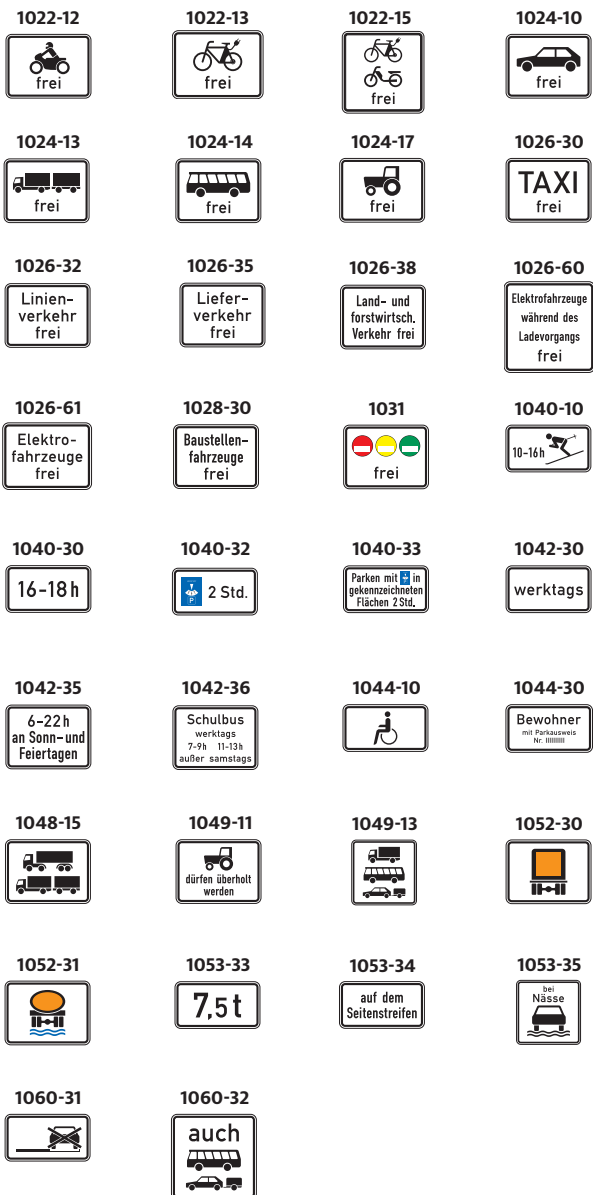 1022-12 1022-13 1022-15 1024-10
frei frei frei frei
1024-13 1024-14 1024-17 1026-30
TAXI
frei frei frei frei
1026-32 1026-35 1026-38 1026-60
Linien-
verkehr
frei
Liefer-
verkehr
frei
Land- und
forstwirtsch.
Verkehr frei
Elektrofahrzeuge
während des
Ladevorgangs
frei
1026-61 1028-30 1031 1040-10
Elektro-
fahrzeuge
frei
Baustellen-
fahrzeuge
frei
frei
10-16h
1040-30 1040-32 1040-33 1042-30
16-18h
P
2 Std.
Parken mit in
gekennzeichneten
Flächen 2 Std.
werktags
1042-35 1042-36 1044-10 1044-30
6-22h
an Sonn- und
Feiertagen
Schulbus
werktags
7-9h 11-13h
außer samstags
Bewohner
mit Parkausweis
Nr. IIIIIIIII
1048-15 1049-11 1049-13 1052-30
dürfen überholt
werden
1052-31 1053-33 1053-34 1053-35
7,5t
auf dem
Seitenstreifen
bei
Nässe
1060-31 1060-32
auch